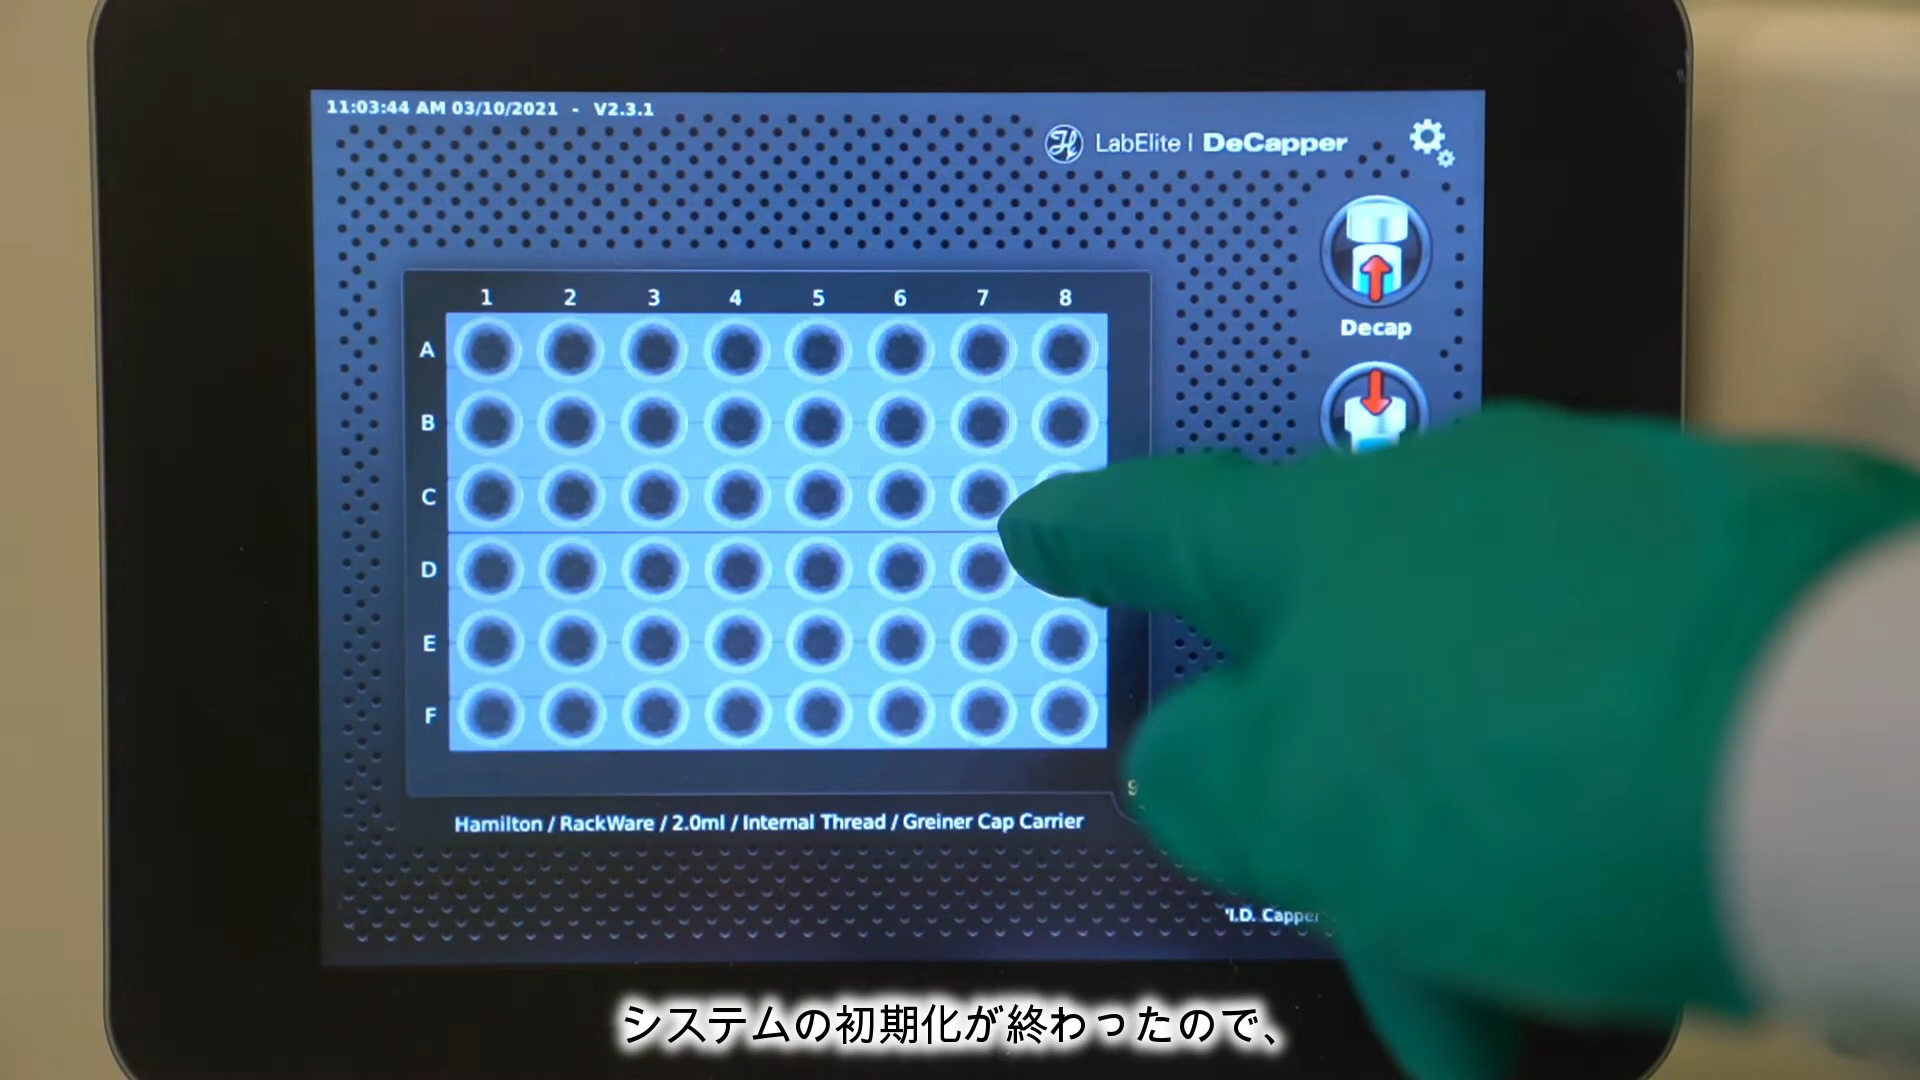 11:03:44 AM 03/10/2021 - V2.3.1
LabElite | DeCapper
Decap
1 2 3 4 5 6 7 8
A
B
C
D
E
F
Hamilton / RackWare / 2.0ml / Internal Thread / Greiner Cap Carrier
システムの初期化が終わったので、